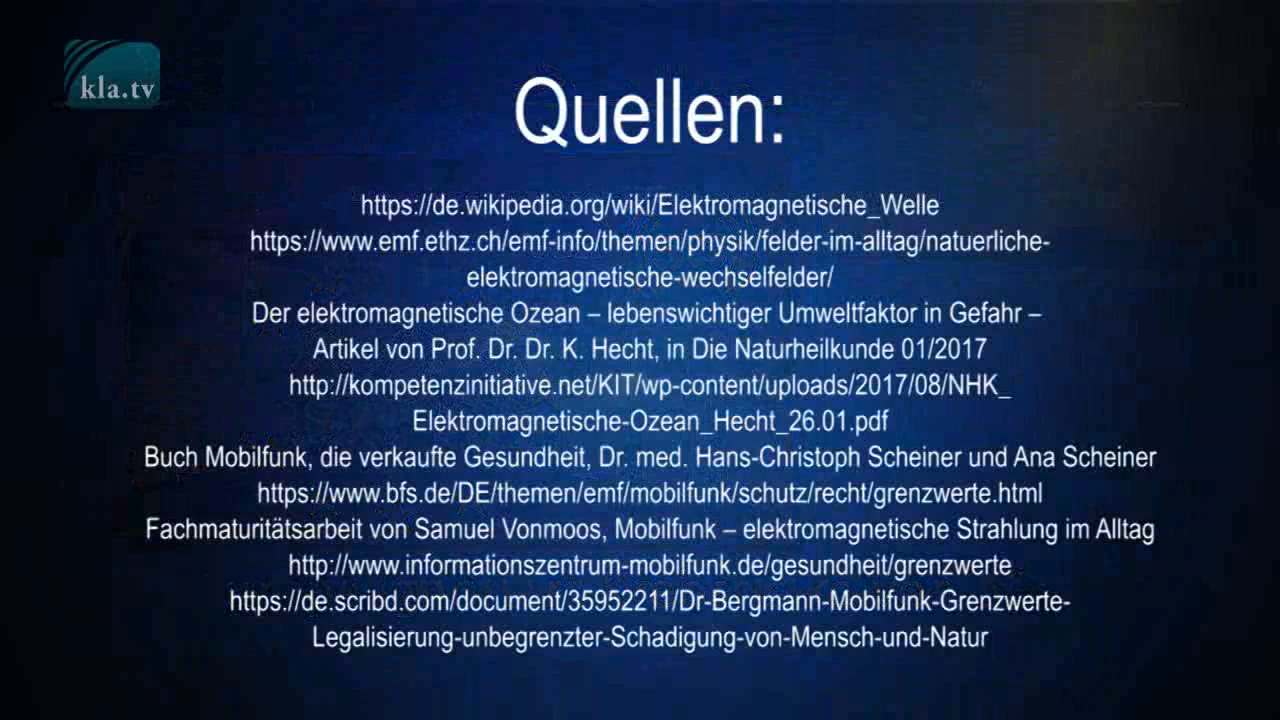 kla.tv
Quellen:
https://de.wikipedia.org/wiki/Elektromagnetische_Welle
https://www.emf.ethz.ch/emf-info/themen/physik/felder-im-alltag/natuerliche-
elektromagnetische-wechselfelder/
Der elektromagnetische Ozean – lebenswichtiger Umweltfaktor in Gefahr –
Artikel von Prof. Dr. Dr. K. Hecht, in Die Naturheilkunde 01/2017
http://kompetenzinitiative.net/KIT/wp-content/uploads/2017/08/NHK_
Elektromagnetische-Ozean_Hecht_26.01.pdf
Buch Mobilfunk, die verkaufte Gesundheit, Dr. med. Hans-Christoph Scheiner und Ana Scheiner
https://www.bfs.de/DE/themen/emf/mobilfunk/schutz/recht/grenzwerte.html
Fachmaturitätsarbeit von Samuel Vonmoos, Mobilfunk – elektromagnetische Strahlung im Alltag
http://www.informationszentrum-mobilfunk.de/gesundheit/grenzwerte
https://de.scribd.com/document/35952211/Dr-Bergmann-Mobilfunk-Grenzwerte-
Legalisierung-unbegrenzter-Schadigung-von-Mensch-und-Natur